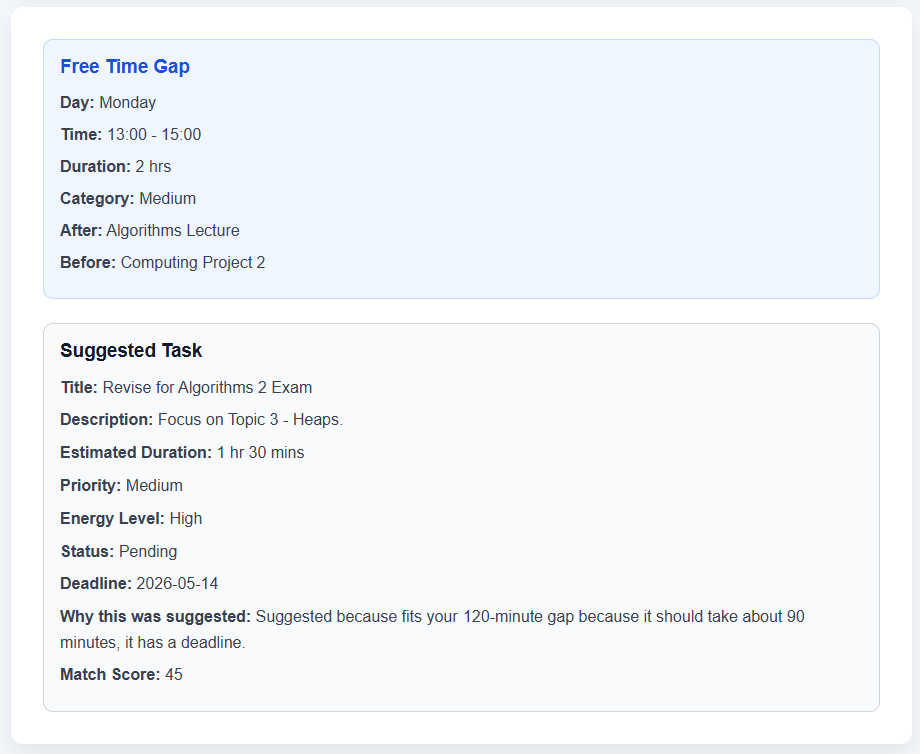 Free Time Gap
Day: Monday
Time: 13:00 - 15:00
Duration: 2 hrs
Category: Medium
After: Algorithms Lecture
Before: Computing Project 2
Suggested Task
Title: Revise for Algorithms 2 Exam
Description: Focus on Topic 3 - Heaps.
Estimated Duration: 1 hr 30 mins
Priority: Medium
Energy Level: High
Status: Pending
Deadline: 2026-05-14
Why this was suggested: Suggested because fits your 120-minute gap because it should take about 90
minutes, it has a deadline.
Match Score: 45